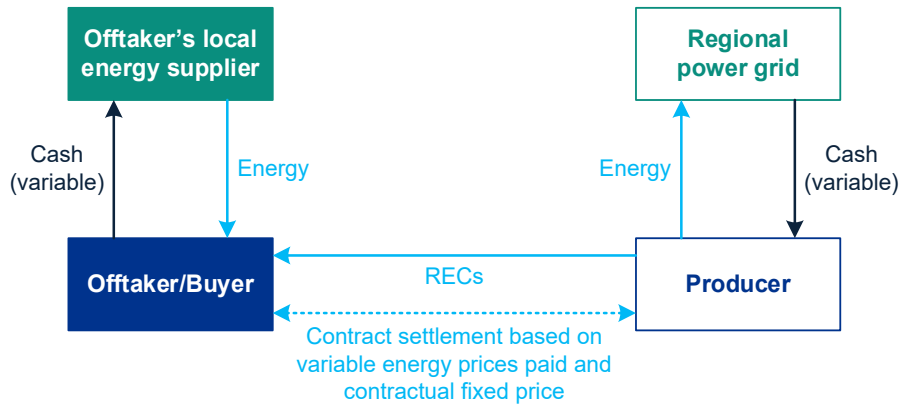 Offtaker’s local
energy supplier
Regional
power grid
Cash
(variable)
Energy
Energy
Cash
(variable)
Offtaker/Buyer
RECs
Producer
Contract settlement based on
variable energy prices paid and
contractual fixed price